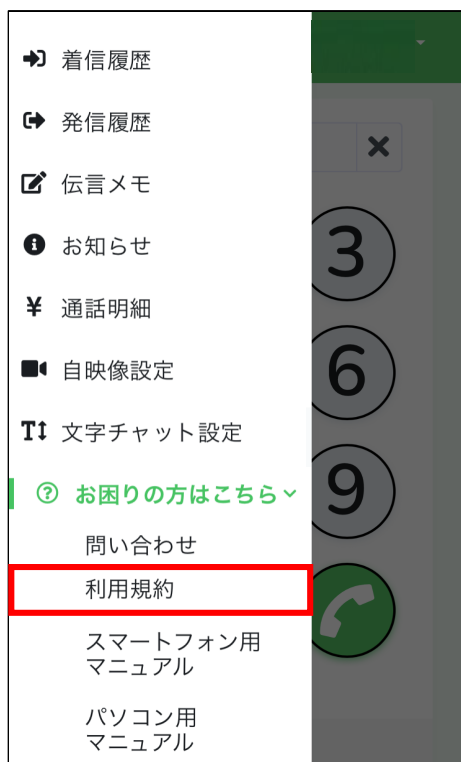 着信履歴
発信履歴
伝言メモ
お知らせ
¥ 通話明細
自映像設定
T 文字チャット設定
? お困りの方はこちら
問い合わせ
利用規約
スマートフォン用
マニュアル
パソコン用
マニュアル
3
6
9